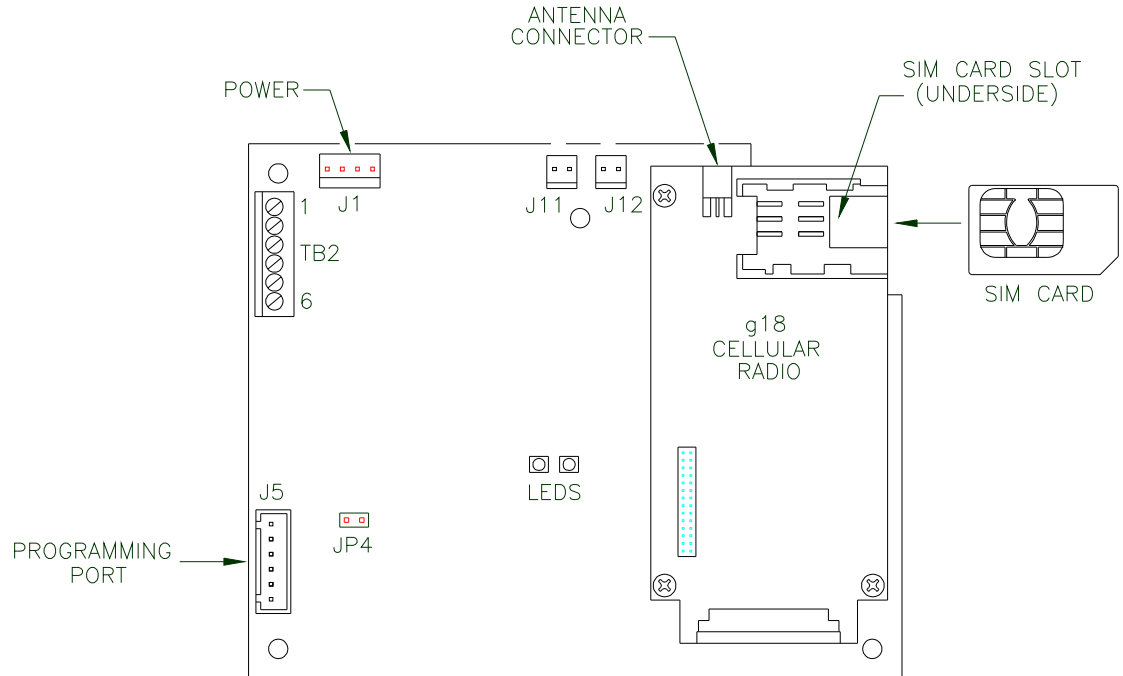 ANTENNA
CONNECTOR
POWER
SIM CARD SLOT
(UNDERSIDE)
J1
J11
J12
1
TB2
6
SIM CARD
g18
CELLULAR
RADIO
LEDS
J5
JP4
PROGRAMMING
PORT